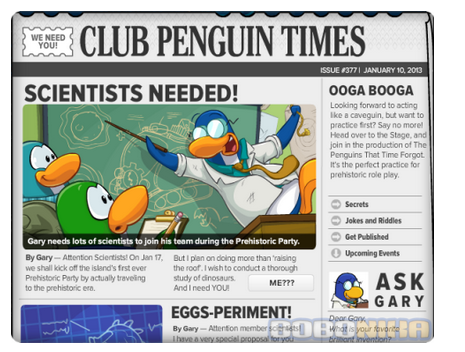 WE NEED
YOU!
CLUB PENGUIN TIMES
ISSUE #377 | JANUARY 10, 2013
SCIENTISTS NEEDED!
Gary needs lots of scientists to join his team during the Prehistoric Party.
By Gary — Attention Scientists! On Jan 17,
we shall kick off the island's first ever
Prehistoric Party by actually traveling
to the prehistoric era.
But I plan on doing more than 'raising
the roof'. I wish to conduct a thorough
study of dinosaurs.
And I need YOU!
ME???
EGGS-PERIMENT!
By Gary — Attention member scientists!
I have a very special proposal for you
OOGA BOOGA
Looking forward to acting
like a caveguin, but want to
practice first? Say no more!
Head over to the Stage, and
join in the production of The
Penguins That Time Forgot.
It's the perfect practice for
prehistoric role play.
Secrets
Jokes and Riddles
Get Published
Upcoming Events
ASK
GARY
Dear Gary,
What is your favorite
brilliant invention?